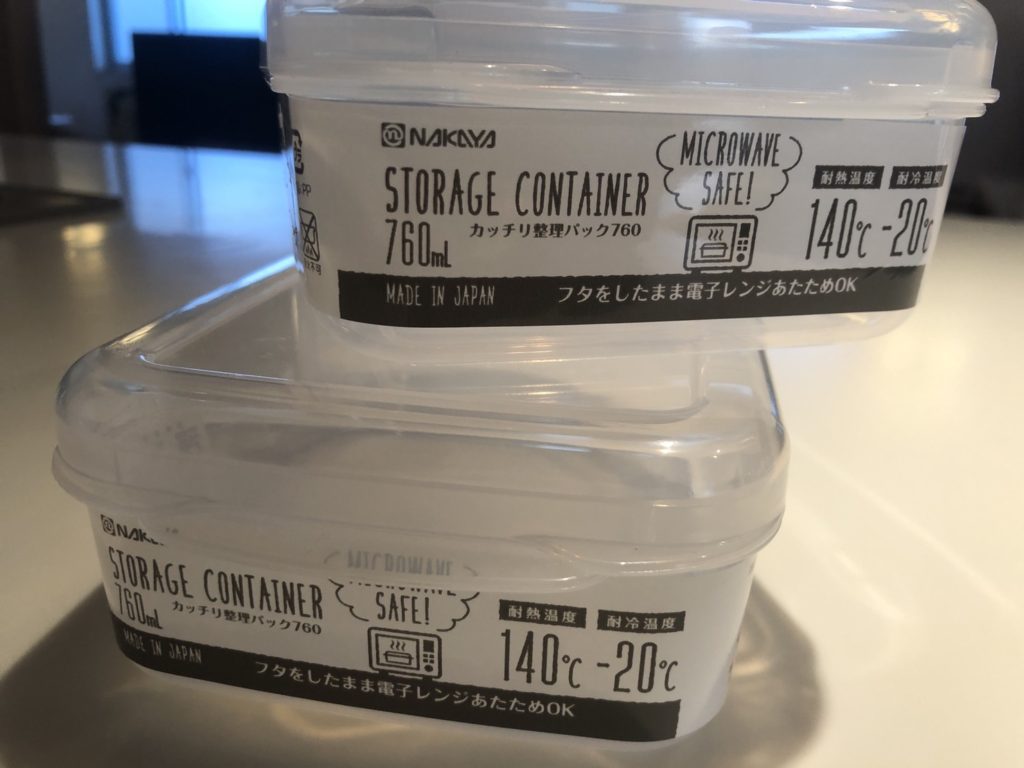 NAKAYA
STORAGE CONTAINER
760mL カッチリ整理パック760
MICROWAVE
SAFE!
耐熱温度 耐冷温度
140℃ -20℃
MADE IN JAPAN フタをしたまま電子レンジあたためOK
PP
STORAGE CONTAINER
760mL カッチリ整理パック760
SAFE!
耐熱温度 耐冷温度
140℃ -20℃
MADE IN JAPAN フタをしたまま電子レンジあたためOK